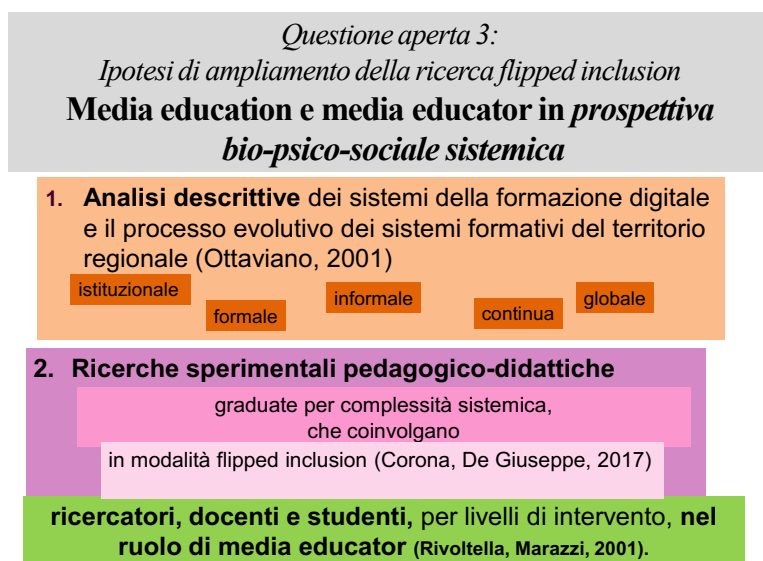 Questione aperta 3:
Ipotesi di ampliamento della ricerca flipped inclusion
Media education e media educator in prospettiva
bio-psico-sociale sistemica
1. Analisi descrittive dei sistemi della formazione digitale
e il processo evolutivo dei sistemi formativi del territorio
regionale (Ottaviano, 2001)
istituzionale
formale
informale
continua
globale
2. Ricerche sperimentali pedagogico-didattiche
graduate per complessità sistemica,
che coinvolgano
in modalità flipped inclusion (Corona, De Giuseppe, 2017)
ricercatori, docenti e studenti, per livelli di intervento, nel
ruolo di media educator (Rivoltella, Marazzi, 2001).